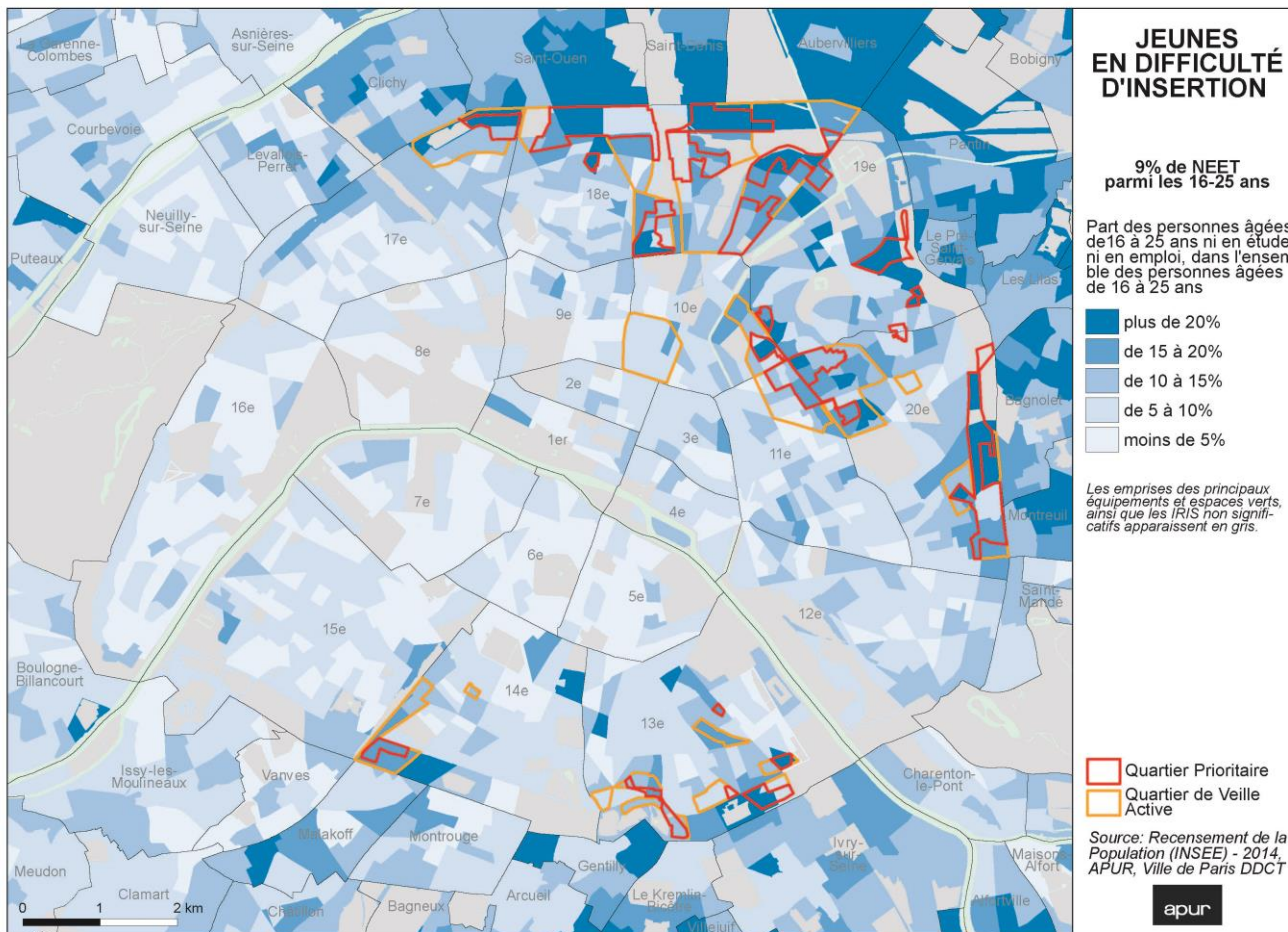 La Garenne-
Colombes
Asnières-
sur-Seine
Clichy
Saint-Ouen
Saint-Denis
Aubervilliers
Bobigny
Courbevoie
Levallois-
Perret
Pantin
Neuilly-
sur-Seine
Puteaux
17e
18e
19e
Le Pré-
Saint-
Gervais
Les Lilas
8e
9e
10e
2e
16e
1er
3e
11e
20e
Bagnolet
7e
4e
Montreuil
6e
5e
12e
Saint-
Mandé
15e
Boulogne-
Billancourt
14e
13e
Issy-les-
Moulineaux
Vanves
Charenton-
le-Pont
Malakoff
Montrouge
Gentilly
Ivry-
sur-
Seine
Maisons-
Alfort
Meudon
Clamart
Châtillon
Bagneux
Arcueil
Le Kremlin-
Bicêtre
Villejuif
Alfortville
0 1 2 km
JEUNES
EN DIFFICULTÉ
D'INSERTION
9% de NEET
parmi les 16-25 ans
Part des personnes âgées
de16 à 25 ans ni en étude
ni en emploi, dans l'ensem
ble des personnes âgées
de 16 à 25 ans
plus de 20%
de 15 à 20%
de 10 à 15%
de 5 à 10%
moins de 5%
Les emprises des principaux
équipements et espaces verts,
ainsi que les IRIS non signifi-
catifs apparaissent en gris.
Quartier Prioritaire
Quartier de Veille
Active
Source: Recensement de la
Population (INSEE) - 2014,
APUR, Ville de Paris DDCT
apur